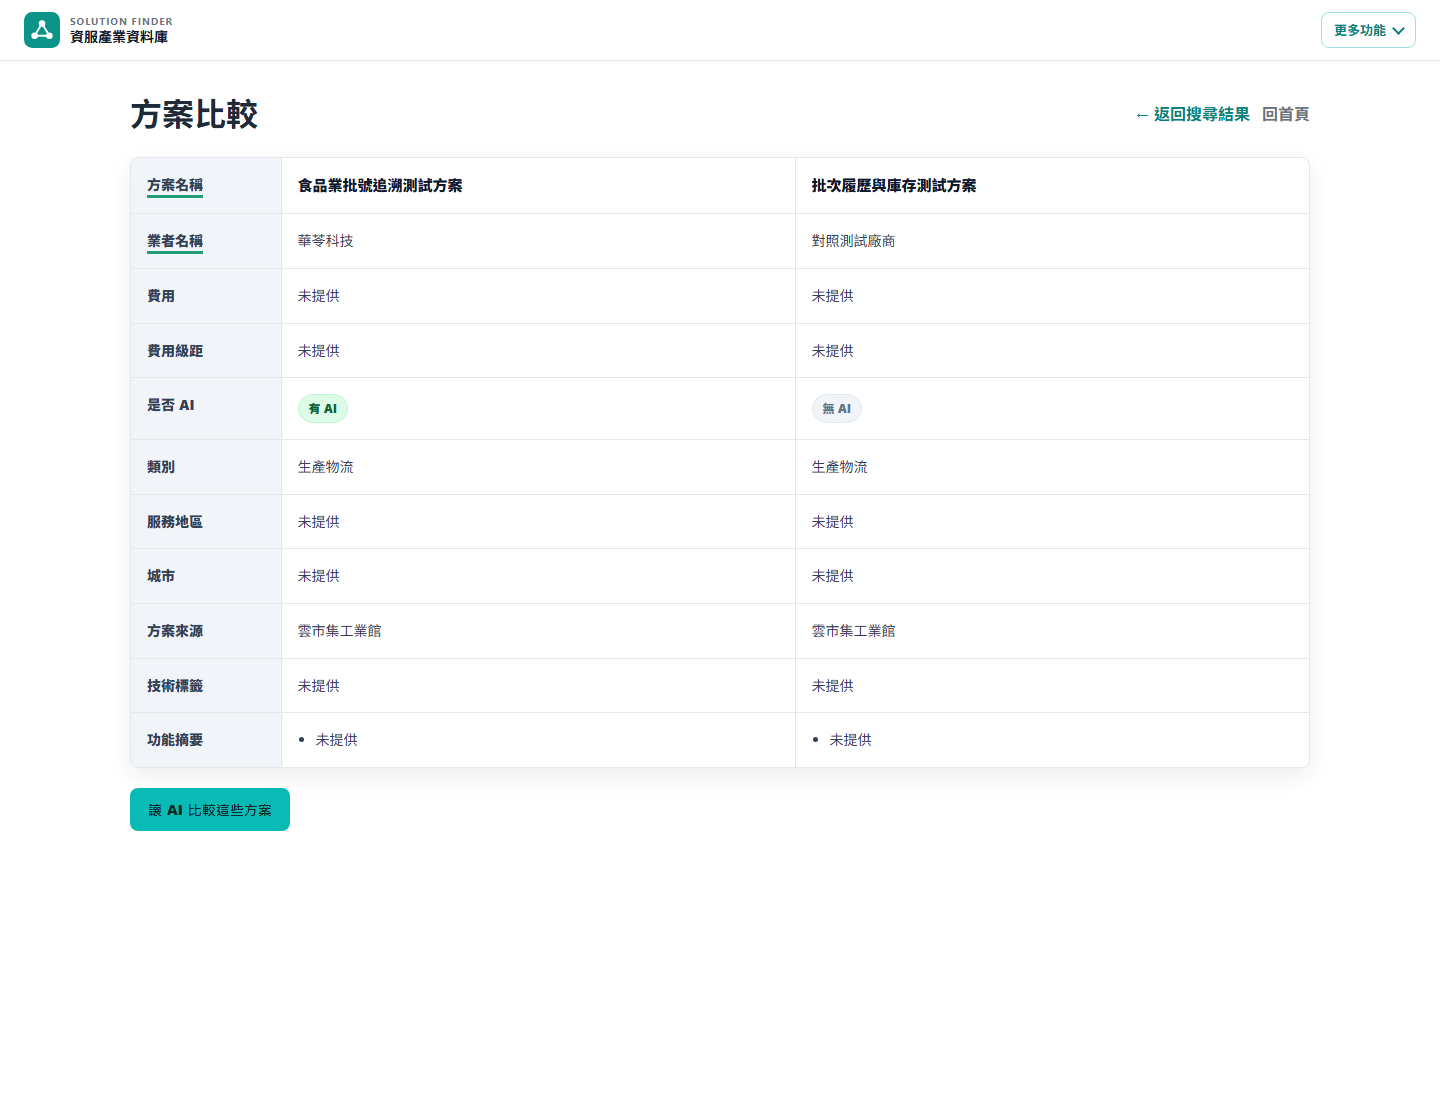 SOLUTION FINDER
資服產業資料庫
更多功能
方案比較
← 返回搜尋結果 回首頁
方案名稱 食品業批號追溯測試方案 批次履歷與庫存測試方案
業者名稱 華苓科技 對照測試廠商
費用 未提供 未提供
費用級距 未提供 未提供
是否 AI 有 AI 無 AI
類別 生產物流 生產物流
服務地區 未提供 未提供
城市 未提供 未提供
方案來源 雲市集工業館 雲市集工業館
技術標籤 未提供 未提供
功能摘要 • 未提供 • 未提供
讓 AI 比較這些方案